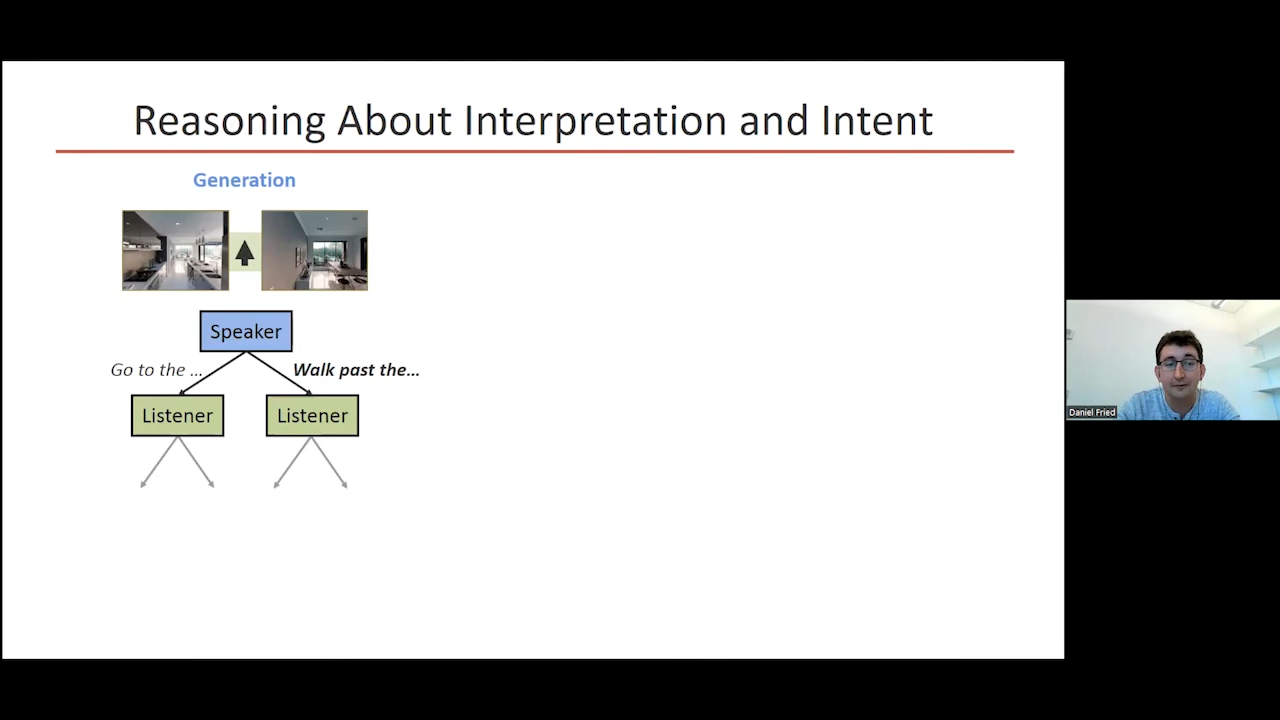 Reasoning About Interpretation and Intent
Generation
Speaker
Go to the ...
Walk past the...
Listener
Listener
Daniel Fried